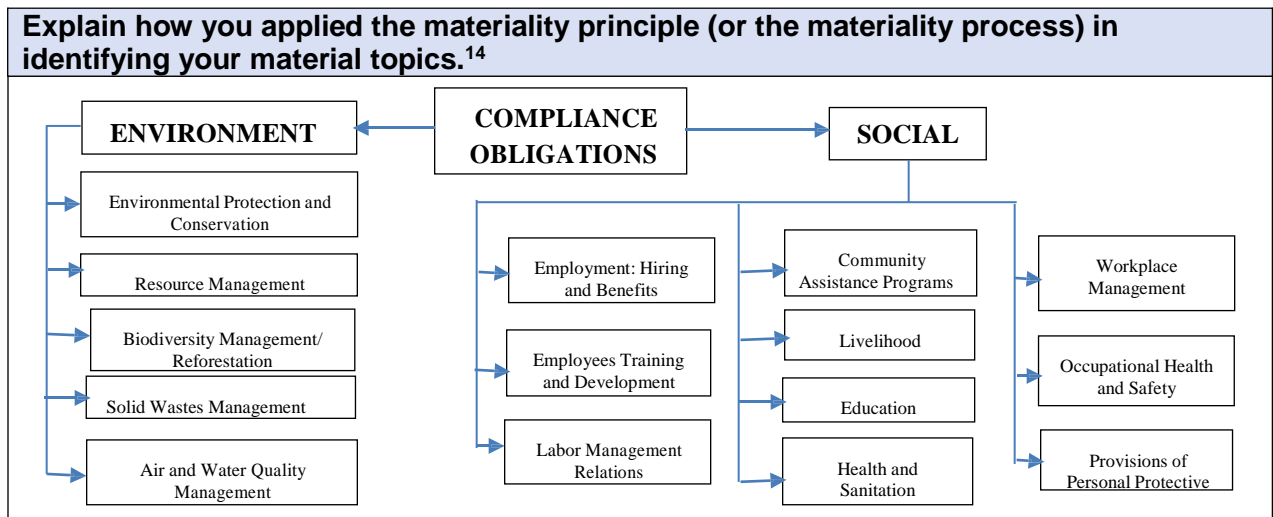 Explain how you applied the materiality principle (or the materiality process) in
identifying your material topics.14
COMPLIANCE
OBLIGATIONS
ENVIRONMENT
Environmental Protection and
Conservation
Resource Management
Biodiversity Management/
Reforestation
Solid Wastes Management
Air and Water Quality
Management
SOCIAL
Employment: Hiring
and Benefits
Employees Training
and Development
Labor Management
Relations
Community
Assistance Programs
Livelihood
Education
Health and
Sanitation
Workplace
Management
Occupational Health
and Safety
Provisions of
Personal Protective